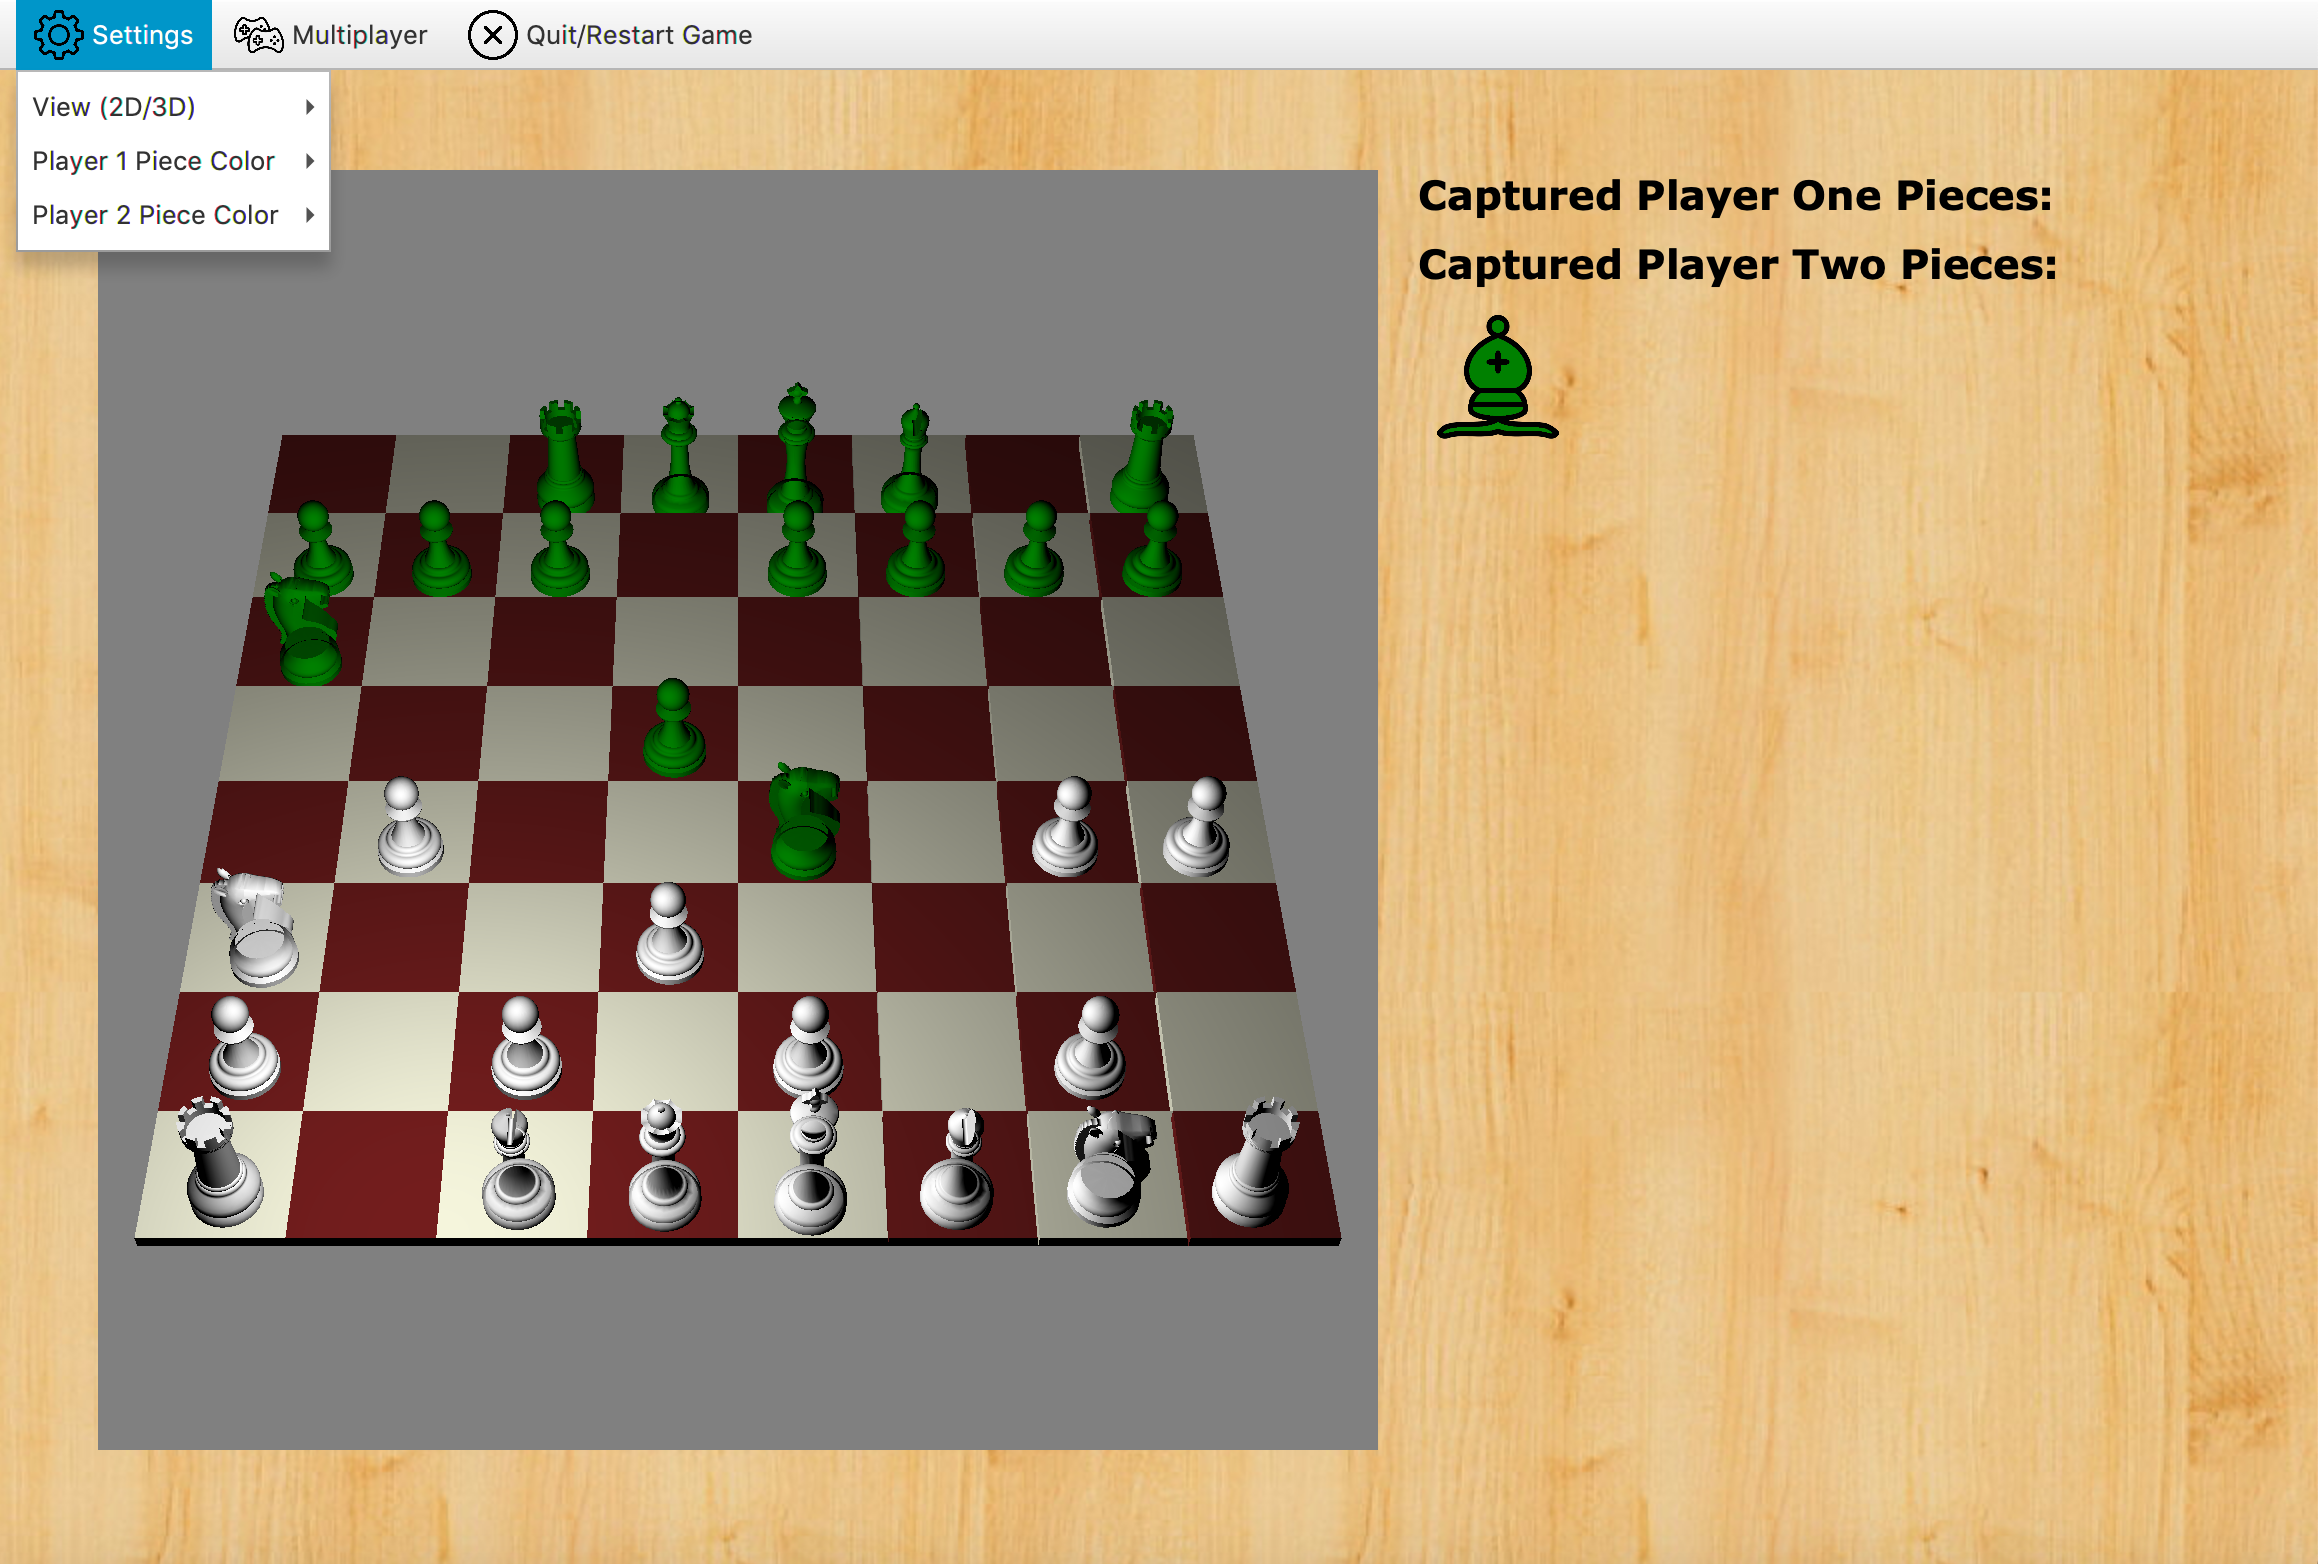 Settings
Multiplayer
Quit/Restart Game
View (2D/3D)
Player 1 Piece Color
Player 2 Piece Color
Captured Player One Pieces:
Captured Player Two Pieces: